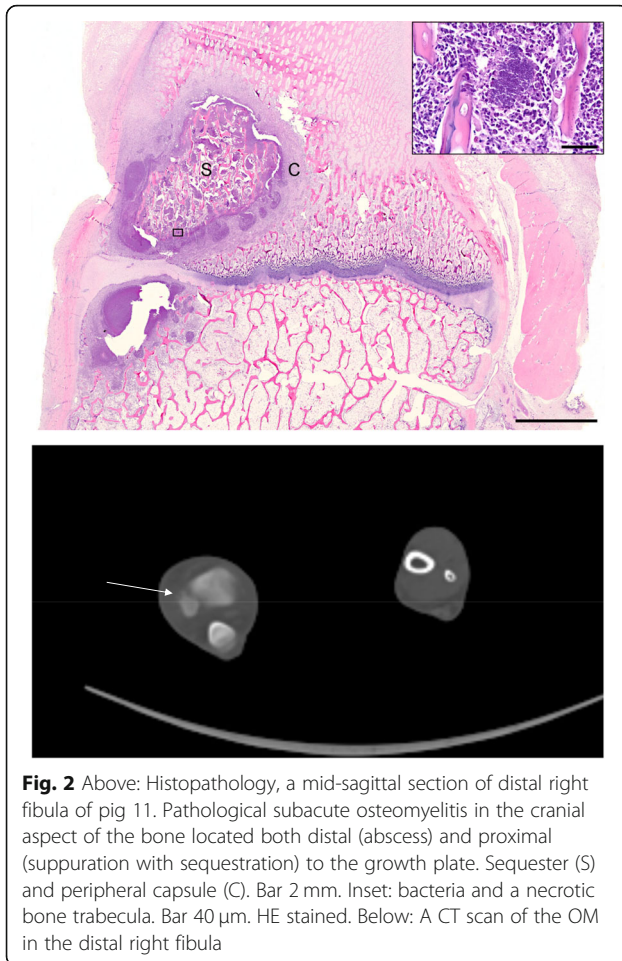 S
C
Fig. 2 Above: Histopathology, a mid-sagittal section of distal right
fibula of pig 11. Pathological subacute osteomyelitis in the cranial
aspect of the bone located both distal (abscess) and proximal
(suppuration with sequestration) to the growth plate. Sequester (S)
and peripheral capsule (C). Bar 2 mm. Inset: bacteria and a necrotic
bone trabecula. Bar 40 μm. HE stained. Below: A CT scan of the OM
in the distal right fibula